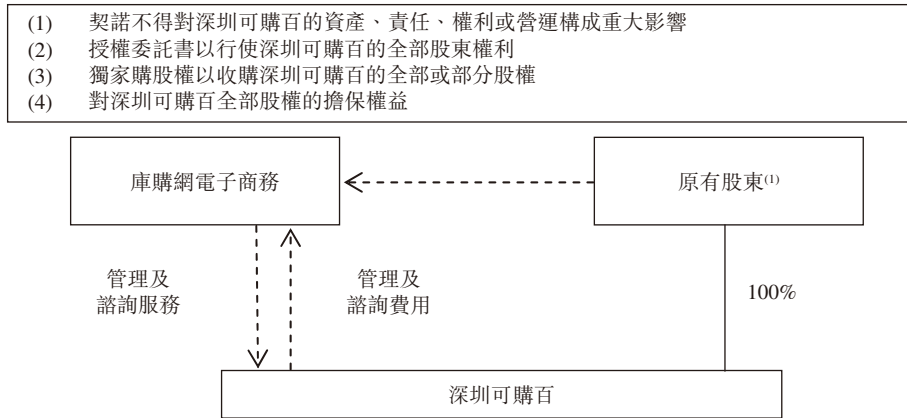 (1) 契諾不得對深圳可購百的資產、責任、權利或營運構成重大影響
(2) 授權委託書以行使深圳可購百的全部股東權利
(3) 獨家購股權以收購深圳可購百的全部或部分股權
(4) 對深圳可購百全部股權的擔保權益
庫購網電子商務
原有股東(1)
管理及
諮詢服務
管理及
諮詢費用
100%
深圳可購百